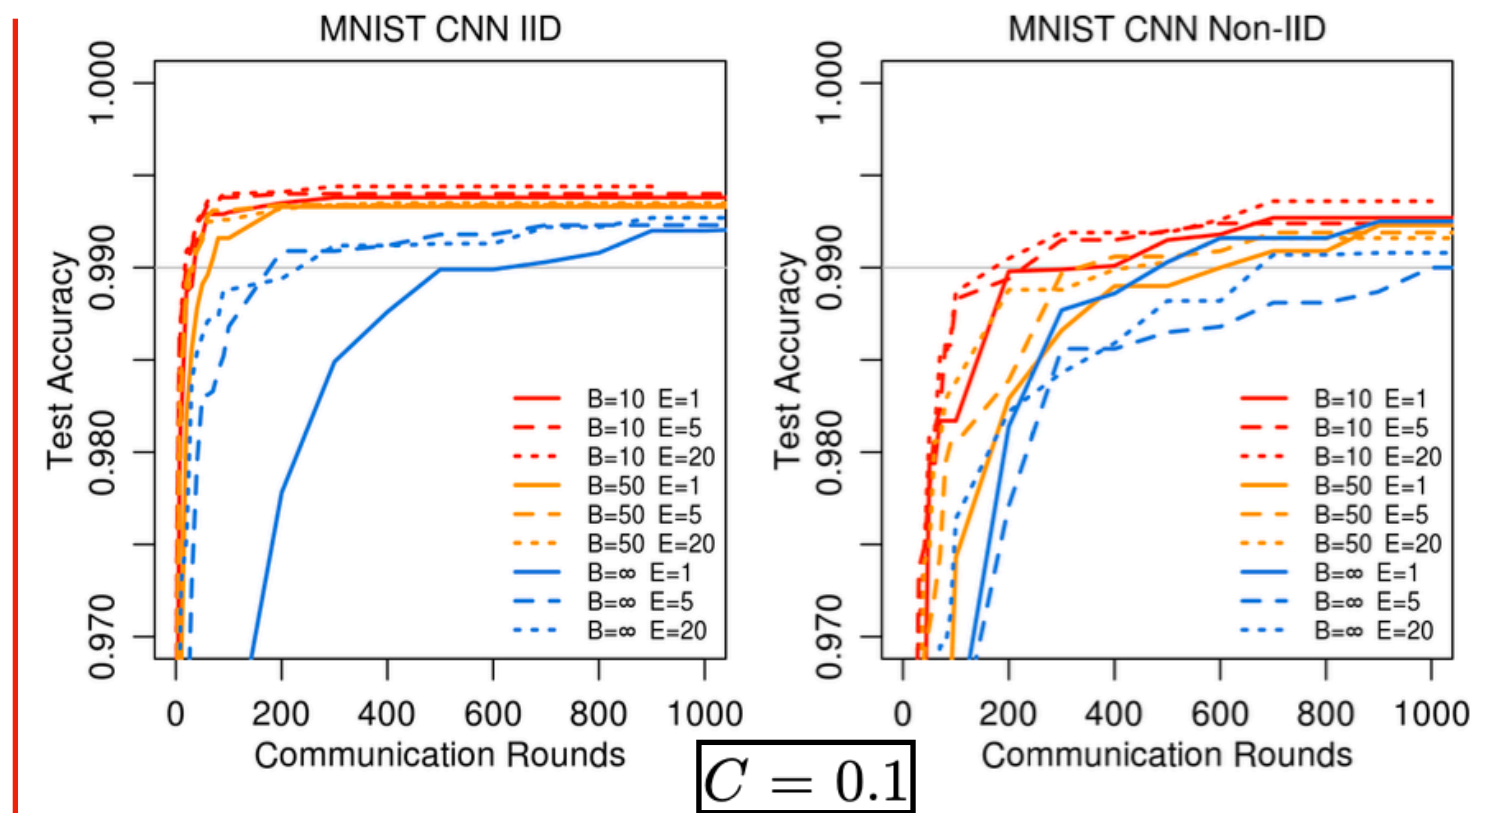 MNIST CNN IID
Test Accuracy
1.000
0.990
0.980
0.970
B=10 E=1
B=10 E=5
B=10 E=20
B=50 E=1
B=50 E=5
B=50 E=20
B=∞ E=1
B=∞ E=5
B=∞ E=20
0 200 400 600 800 1000
Communication Rounds
MNIST CNN Non-IID
Test Accuracy
1.000
0.990
0.980
0.970
B=10 E=1
B=10 E=5
B=10 E=20
B=50 E=1
B=50 E=5
B=50 E=20
B=∞ E=1
B=∞ E=5
B=∞ E=20
0 200 400 600 800 1000
Communication Rounds
C = 0.1